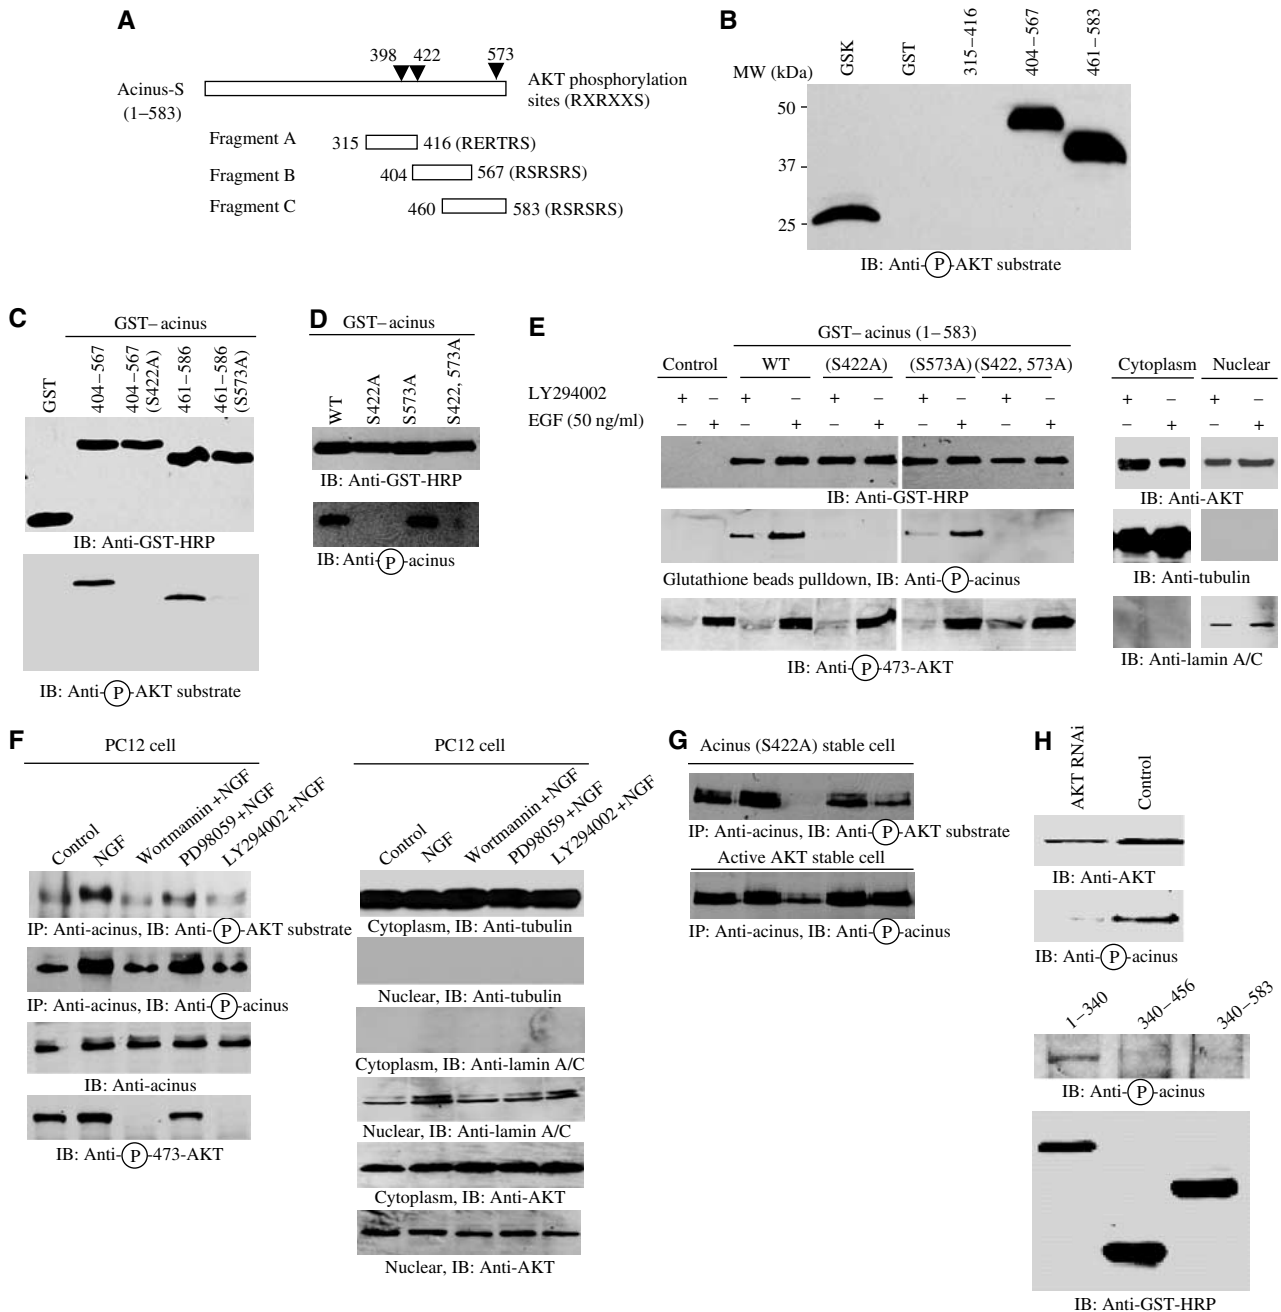 A
398 422 573
Acinus-S
(1–583)
AKT phosphorylation
sites (RXRXXS)
Fragment A 315 416 (RERTRS)
Fragment B 404 567 (RSRSRS)
Fragment C 460 583 (RSRSRS)
B
MW (kDa) GSK GST 315–416 404–567 461–583
50
37
25
IB: Anti-P-AKT substrate
C
GST–acinus
GST 404–567 404–567 (S422A) 461–586 461–586 (S573A)
IB: Anti-GST-HRP
IB: Anti-P-AKT substrate
D
GST–acinus
WT S422A S573A S422, 573A
IB: Anti-GST-HRP
IB: Anti-P-acinus
E
GST–acinus (1–583)
Control WT (S422A) (S573A) (S422, 573A) Cytoplasm Nuclear
LY294002 + – + – + – + – + – + – + –
EGF (50 ng/ml) – + – + – + – + – + – + – +
IB: Anti-GST-HRP
IB: Anti-AKT
Glutathione beads pulldown, IB: Anti-P-acinus
IB: Anti-tubulin
IB: Anti-P-473-AKT
IB: Anti-lamin A/C
F
PC12 cell
Control NGF Wortmannin+NGF PD98059+NGF LY294002+NGF
IP: Anti-acinus, IB: Anti-P-AKT substrate
IP: Anti-acinus, IB: Anti-P-acinus
IB: Anti-acinus
IB: Anti-P-473-AKT
PC12 cell
Control NGF Wortmannin+NGF PD98059+NGF LY294002+NGF
Cytoplasm, IB: Anti-tubulin
Nuclear, IB: Anti-tubulin
Cytoplasm, IB: Anti-lamin A/C
Nuclear, IB: Anti-lamin A/C
Cytoplasm, IB: Anti-AKT
Nuclear, IB: Anti-AKT
G
Acinus (S422A) stable cell
IP: Anti-acinus, IB: Anti-P-AKT substrate
Active AKT stable cell
IP: Anti-acinus, IB: Anti-P-acinus
H
AKT RNAi Control
IB: Anti-AKT
IB: Anti-P-acinus
1–340 340–456 340–583
IB: Anti-P-acinus
IB: Anti-GST-HRP